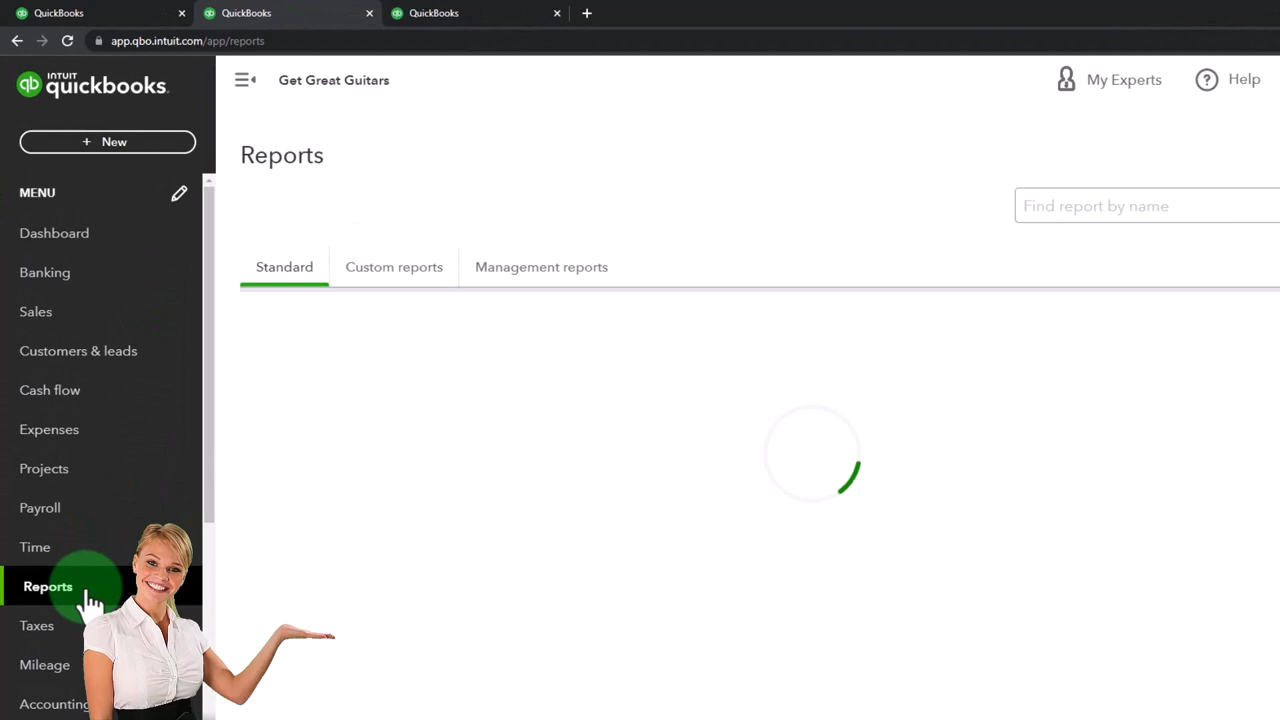 QuickBooks
QuickBooks
QuickBooks
app.qbo.intuit.com/app/reports
INTUIT
quickbooks.
Get Great Guitars
My Experts
Help
+ New
Reports
MENU
Find report by name
Dashboard
Standard
Custom reports
Management reports
Banking
Sales
Customers & leads
Cash flow
Expenses
Projects
Payroll
Time
Reports
Taxes
Mileage
Accounting